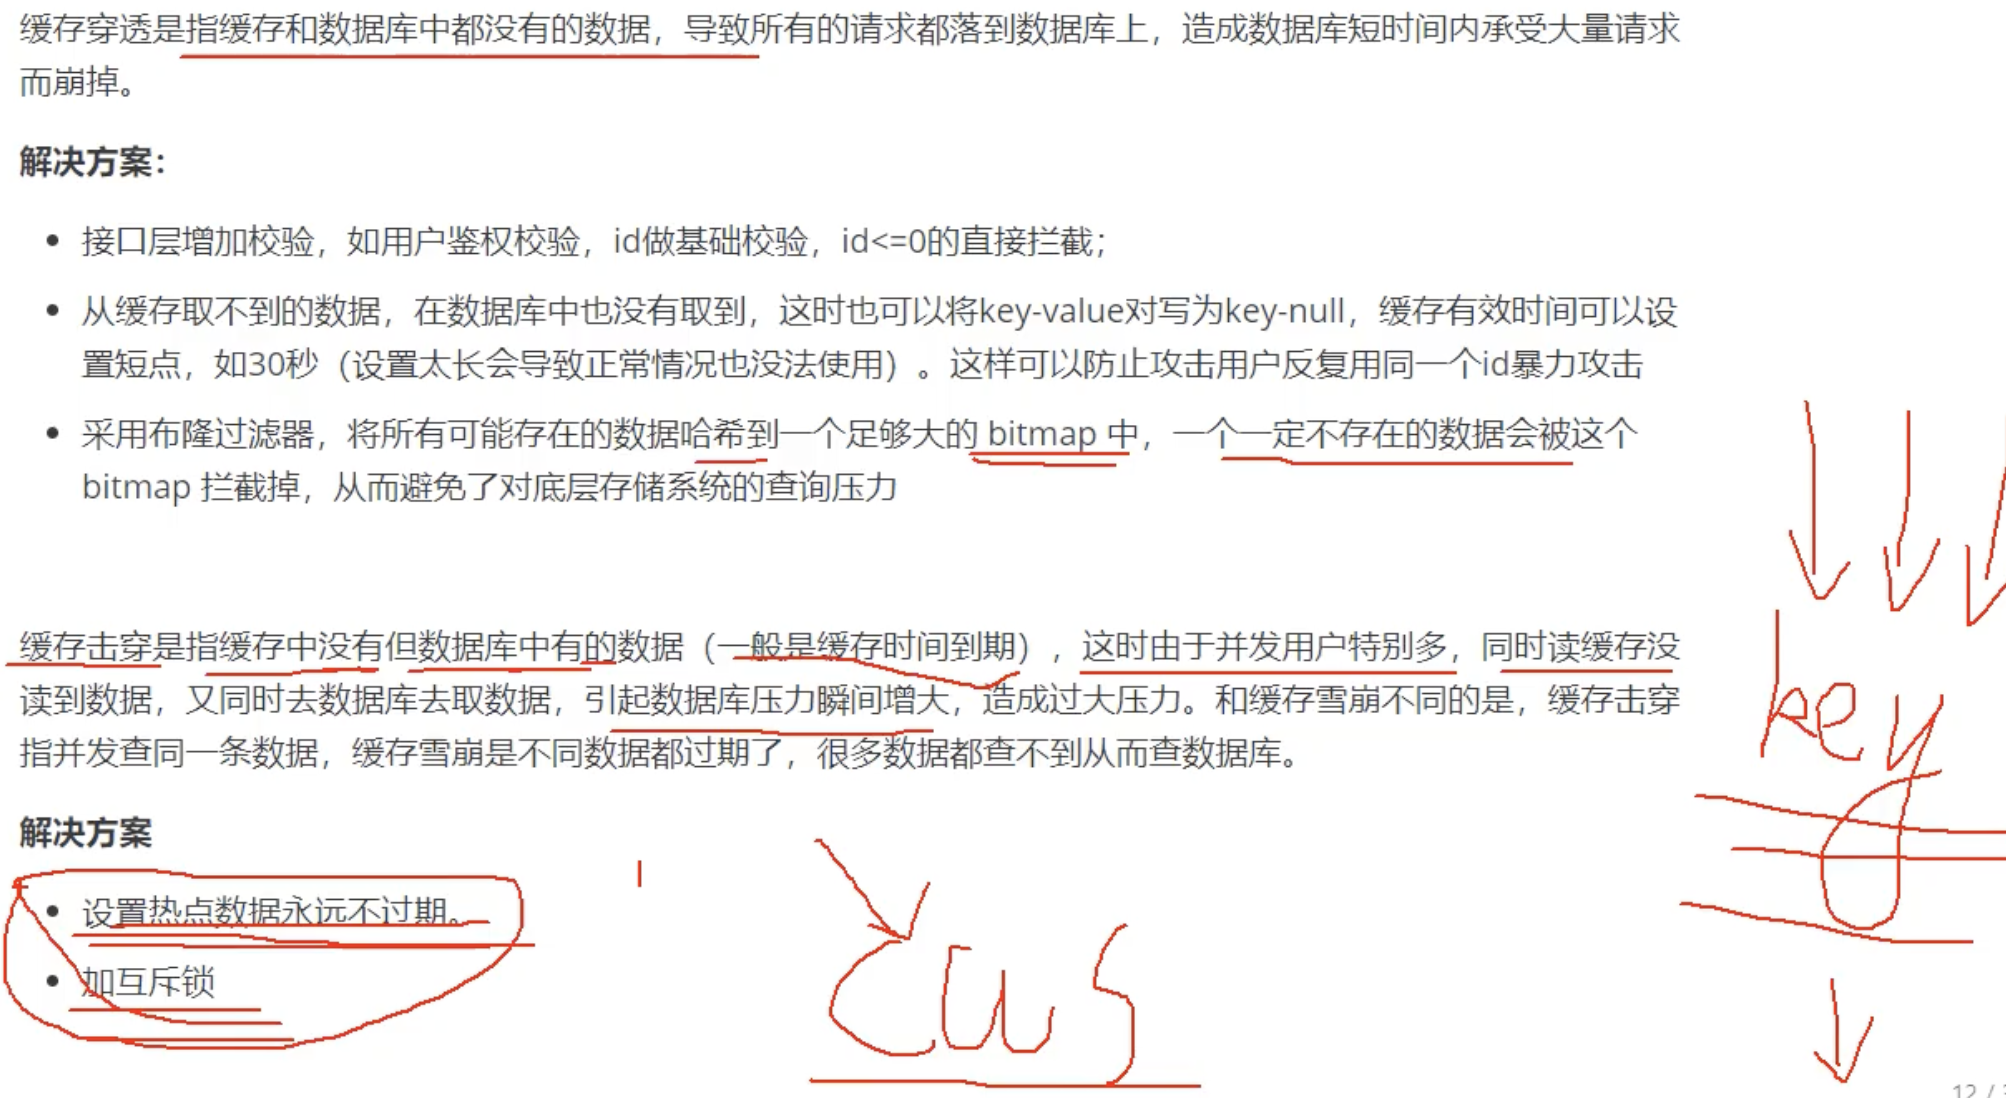 缓存穿透是指缓存和数据库中都没有的数据，导致所有的请求都落到数据库上，造成数据库短时间内承受大量请求
而崩掉。
解决方案：
接口层增加校验，如用户鉴权校验，id做基础校验，id<=0的直接拦截；
从缓存取不到的数据，在数据库中也没有取到，这时也可以将key-value对写为key-null，缓存有效时间可以设
置短点，如30秒（设置太长会导致正常情况也没法使用）。这样可以防止攻击用户反复用同一个id暴力攻击
采用布隆过滤器，将所有可能存在的数据哈希到一个足够大的 bitmap 中，一个一定不存在的数据会被这个
bitmap 拦截掉，从而避免了对底层存储系统的查询压力
缓存击穿是指缓存中没有但数据库中有的数据（一般是缓存时间到期），这时由于并发用户特别多，同时读缓存没
读到数据，又同时去数据库去取数据，引起数据库压力瞬间增大，造成过大压力。和缓存雪崩不同的是，缓存击穿
指并发查同一条数据，缓存雪崩是不同数据都过期了，很多数据都查不到从而查数据库。
key
解决方案
设置热点数据永远不过期。
加互斥锁
12 /